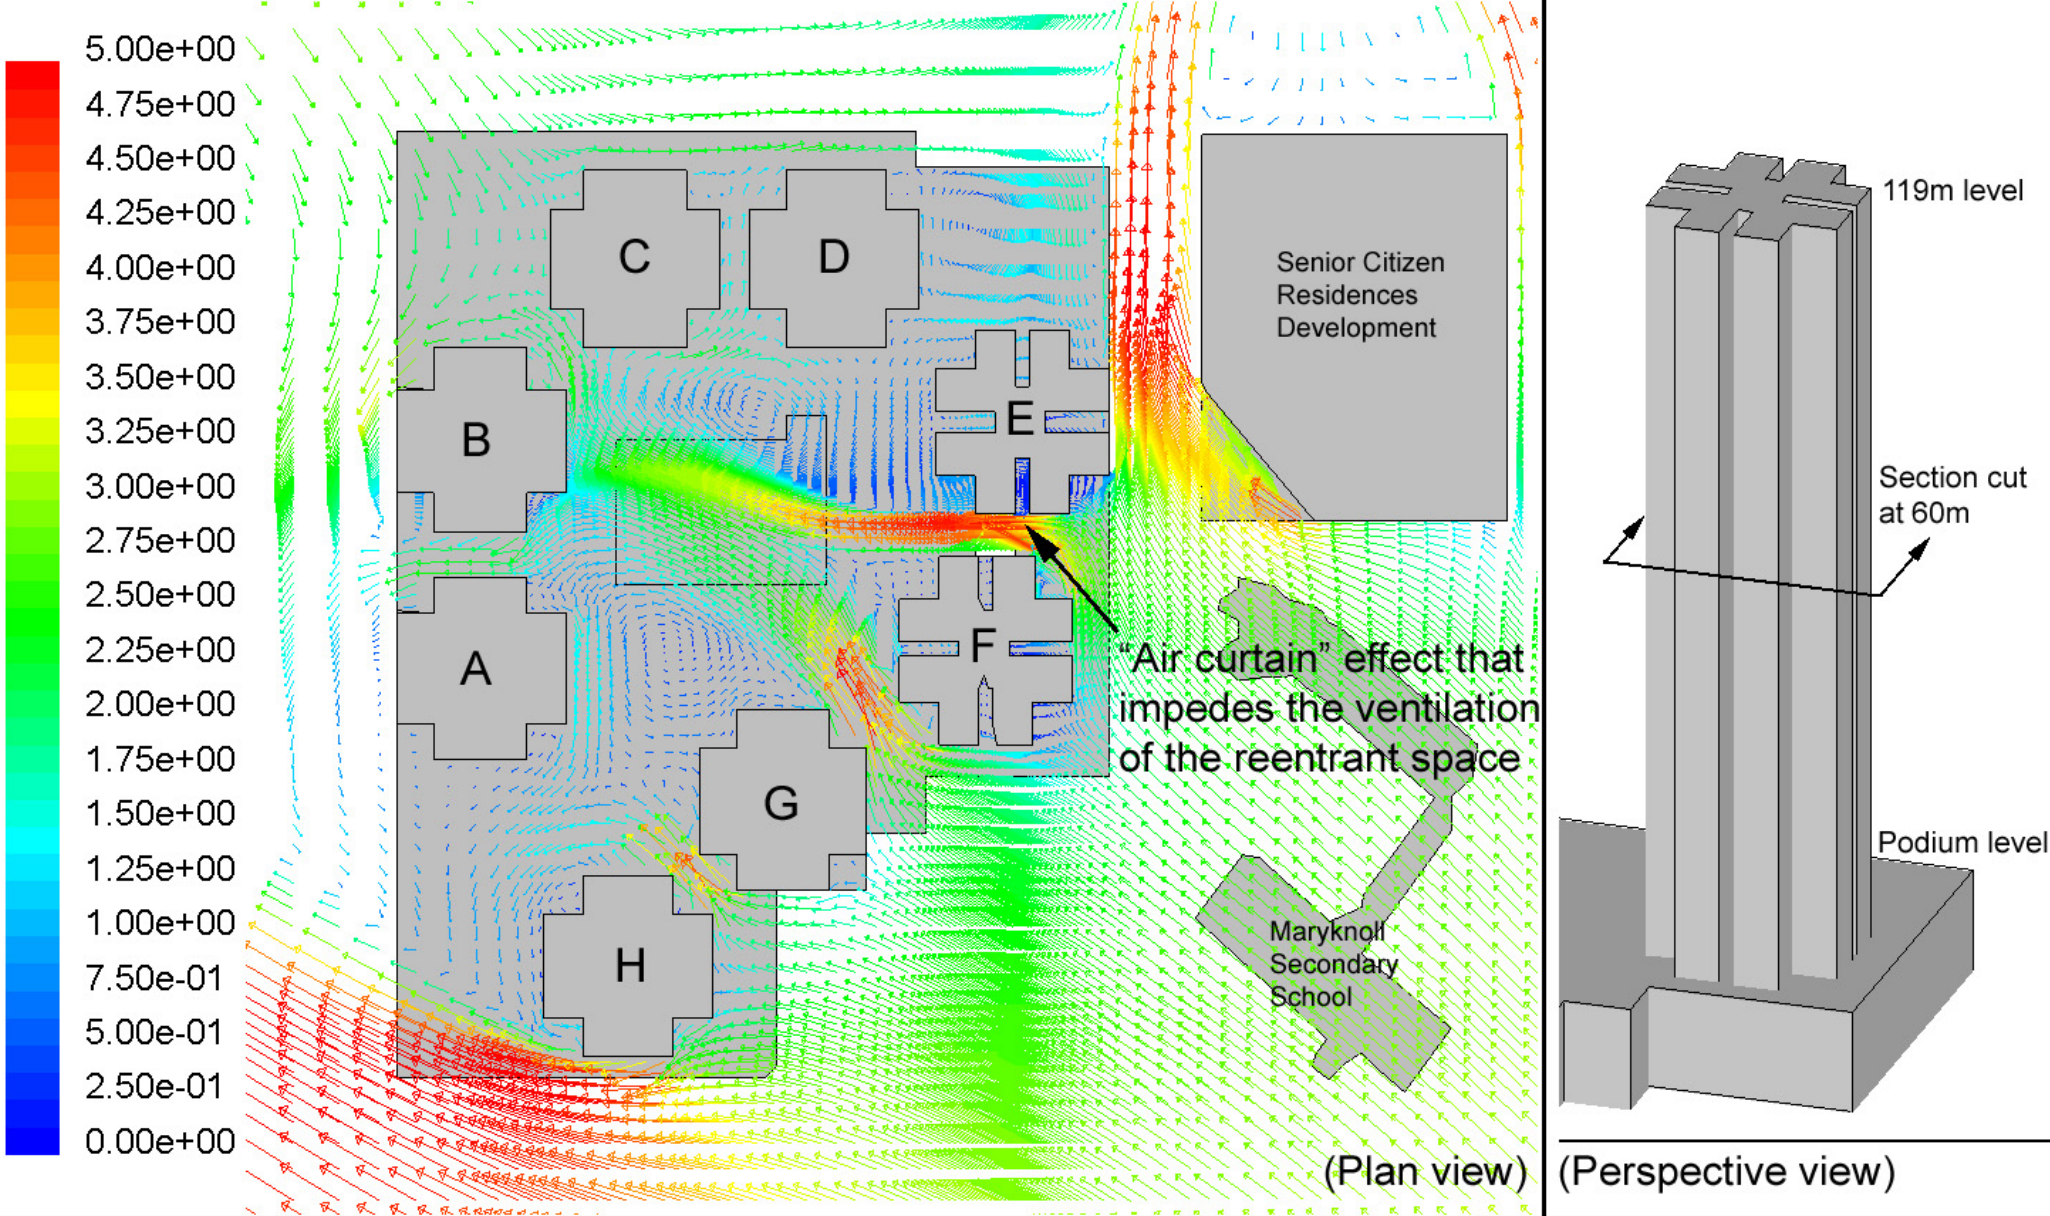 5.00e+00
4.75e+00
4.50e+00
4.25e+00
4.00e+00
3.75e+00
3.50e+00
3.25e+00
3.00e+00
2.75e+00
2.50e+00
2.25e+00
2.00e+00
1.75e+00
1.50e+00
1.25e+00
1.00e+00
7.50e-01
5.00e-01
2.50e-01
0.00e+00
C
D
B
E
A
F
G
H
Senior Citizen
Residences
Development
“Air curtain” effect that
impedes the ventilation
of the reentrant space
Maryknoll
Secondary
School
(Plan view)
119m level
Section cut
at 60m
Podium level
(Perspective view)